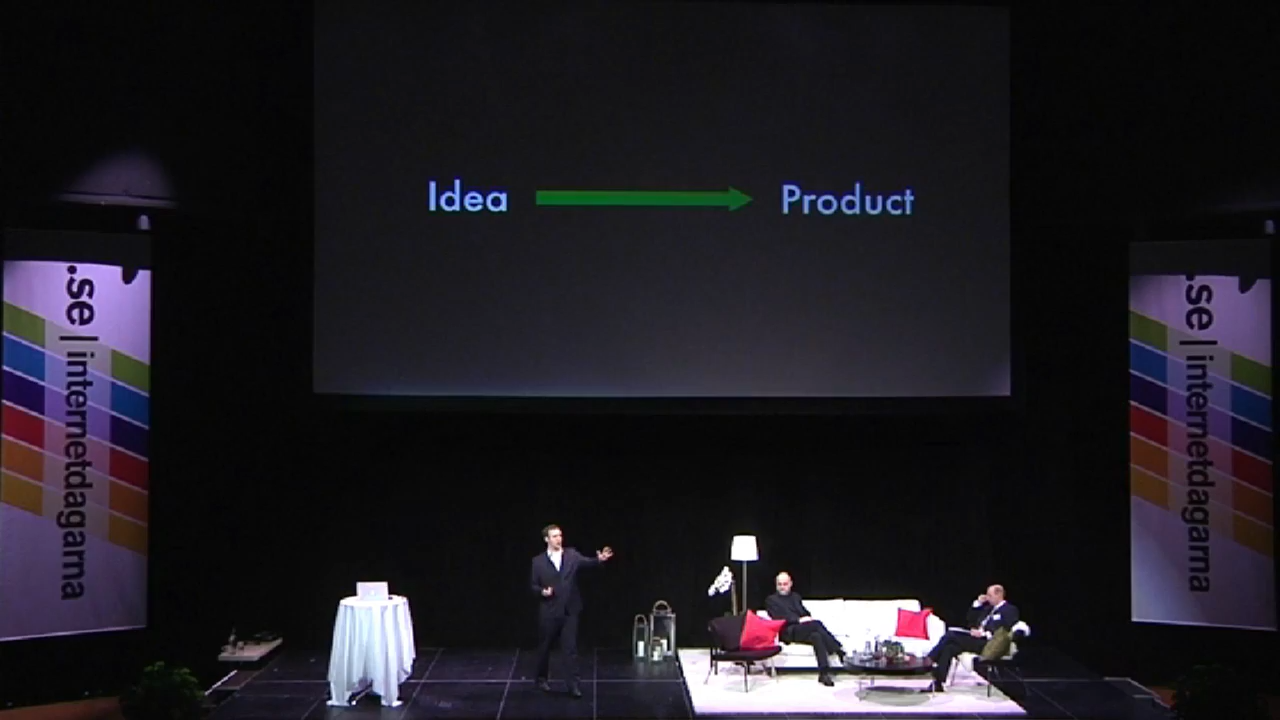 Idea
Product
.se | internetdagarna
.se | internetdagarna